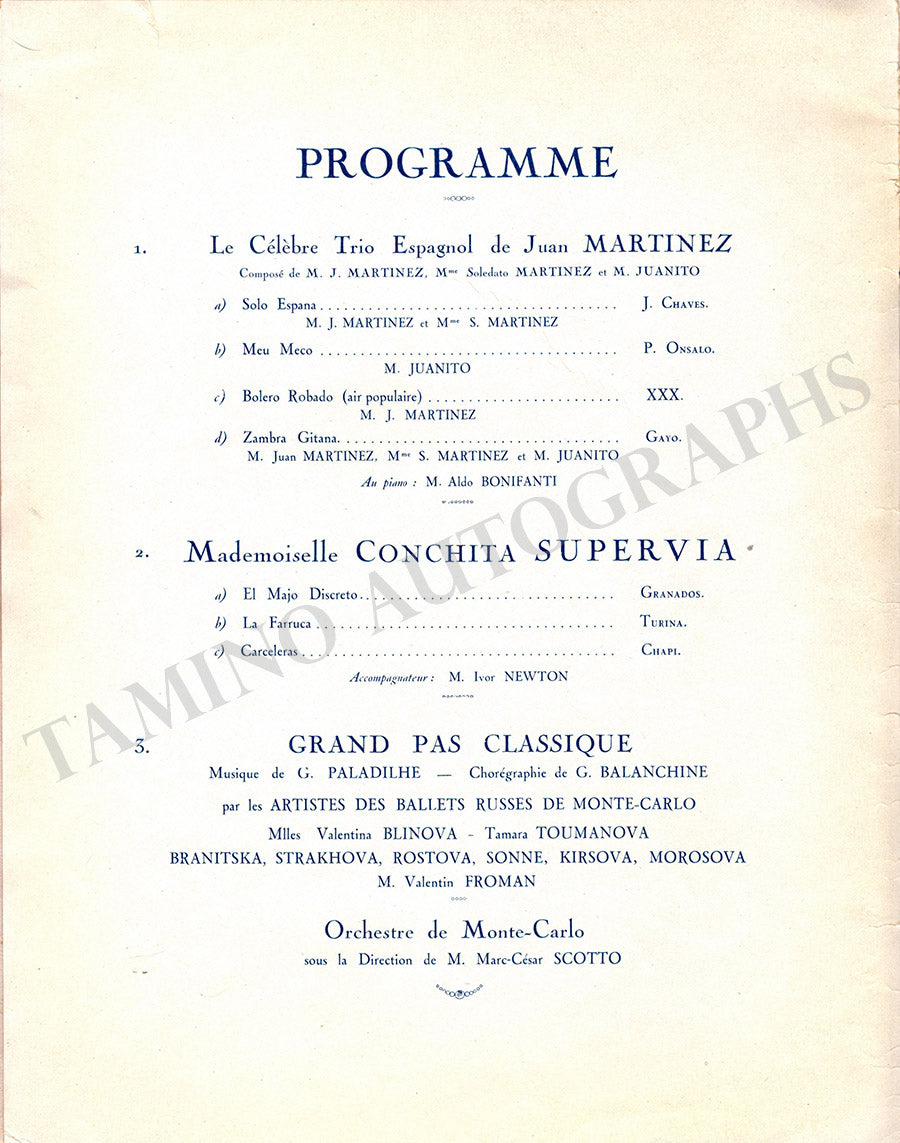 PROGRAMME
1. Le Célèbre Trio Espagnol de Juan MARTINEZ
Composé de M. J. MARTINEZ, Mme Soledato MARTINEZ et M. JUANITO
a) Solo Espana ........ J. CHAVES.
M. J. MARTINEZ et Mme S. MARTINEZ
b) Meu Meco ........ P. ONSALO.
M. JUANITO
c) Bolero Robado (air populaire) ........ XXX.
M. J. MARTINEZ
d) Zambra Gitana ........ GAYO.
M. Juan MARTINEZ, Mme S. MARTINEZ et M. JUANITO
Au piano : M. Aldo BONIFANTI
2. Mademoiselle CONCHITA SUPERVIA
a) El Majo Discreto ........ GRANADOS.
b) La Farruca ........ TURINA.
c) Carceleras ........ CHAPI.
Accompagnateur : M. Ivor NEWTON
3. GRAND PAS CLASSIQUE
Musique de G. PALADILHE — Chorégraphie de G. BALANCHINE
par les ARTISTES DES BALLETS RUSSES DE MONTE-CARLO
Mlles Valentina BLINOVA - Tamara TOUMANOVA
BRANITSKA, STRAKHOVA, ROSTOVA, SONNE, KIRSOVA, MOROSOVA
M. Valentin FROMAN
Orchestre de Monte-Carlo
sous la Direction de M. Marc-César SCOTTO
TAMINO AUTOGRAPHS